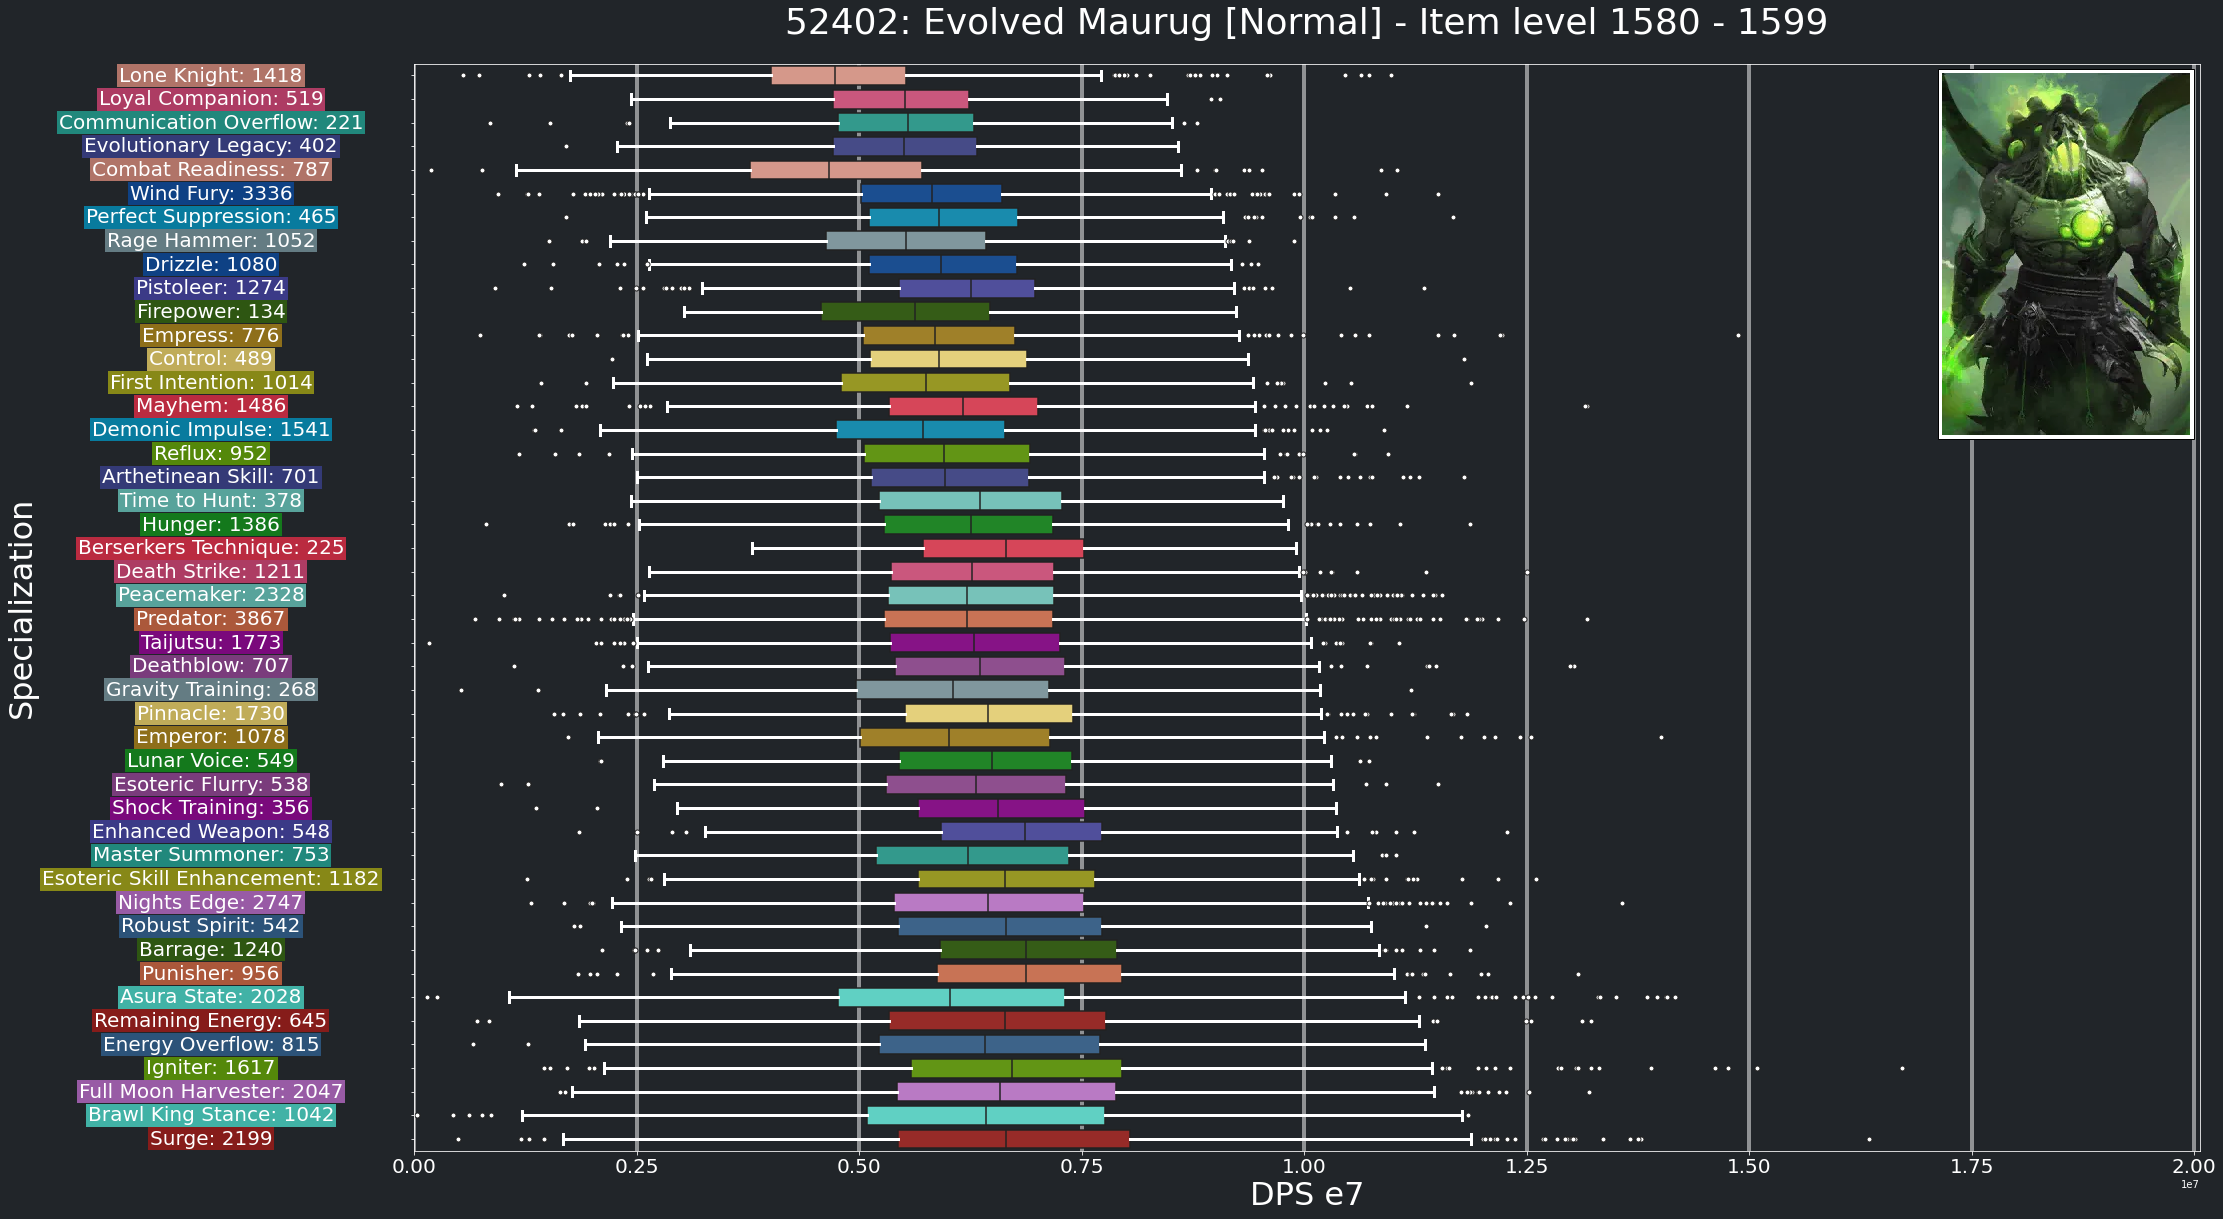 52402: Evolved Maurug [Normal] - Item level 1580 - 1599
Lone Knight: 1418
Loyal Companion: 519
Communication Overflow: 221
Evolutionary Legacy: 402
Combat Readiness: 787
Wind Fury: 3336
Perfect Suppression: 465
Rage Hammer: 1052
Drizzle: 1080
Pistoleer: 1274
Firepower: 134
Empress: 776
Control: 489
First Intention: 1014
Mayhem: 1486
Demonic Impulse: 1541
Reflux: 952
Arthetinean Skill: 701
Time to Hunt: 378
Hunger: 1386
Berserkers Technique: 225
Death Strike: 1211
Peacemaker: 2328
Predator: 3867
Taijutsu: 1773
Deathblow: 707
Gravity Training: 268
Pinnacle: 1730
Emperor: 1078
Lunar Voice: 549
Esoteric Flurry: 538
Shock Training: 356
Enhanced Weapon: 548
Master Summoner: 753
Esoteric Skill Enhancement: 1182
Nights Edge: 2747
Robust Spirit: 542
Barrage: 1240
Punisher: 956
Asura State: 2028
Remaining Energy: 645
Energy Overflow: 815
Igniter: 1617
Full Moon Harvester: 2047
Brawl King Stance: 1042
Surge: 2199
Specialization
0.00 0.25 0.50 0.75 1.00 1.25 1.50 1.75 2.00
1e7
DPS e7